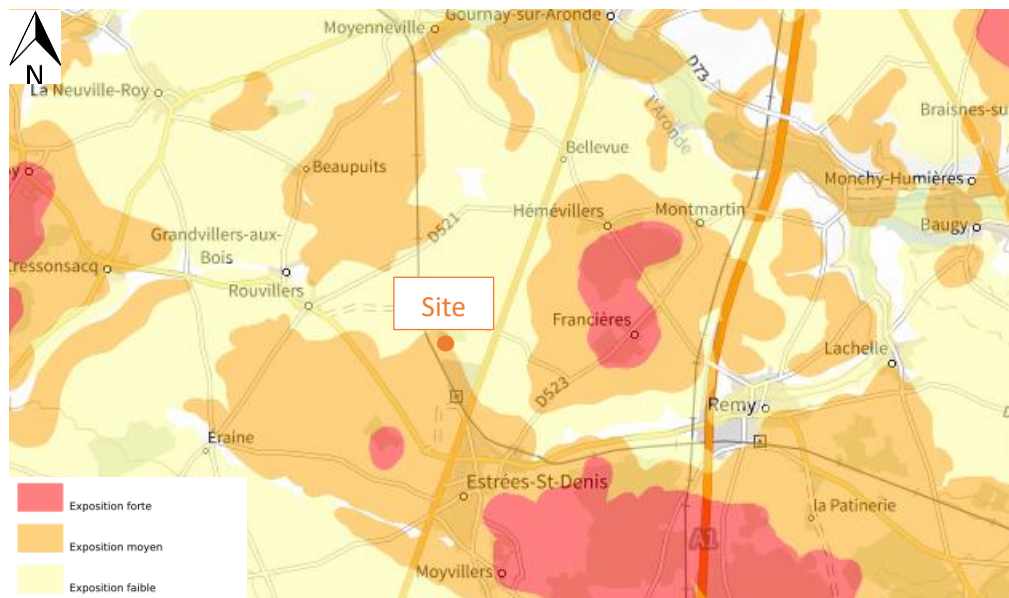 N
Moyenneville
Gournay-sur-Aronde
D73
La Neuville-Roy
l'Aronde
Braisnes-su
Bellevue
Beaupuits
Monchy-Humières
Hémévillers
Montmartin
Baugy
D521
Grandvillers-aux-
Bois
Cressonsacq
Rouvillers
Site
Francières
Lachelle
D523
Remy
Eraine
Estrées-St-Denis
la Patinerie
A1
Moyvillers
Exposition forte
Exposition moyen
Exposition faible